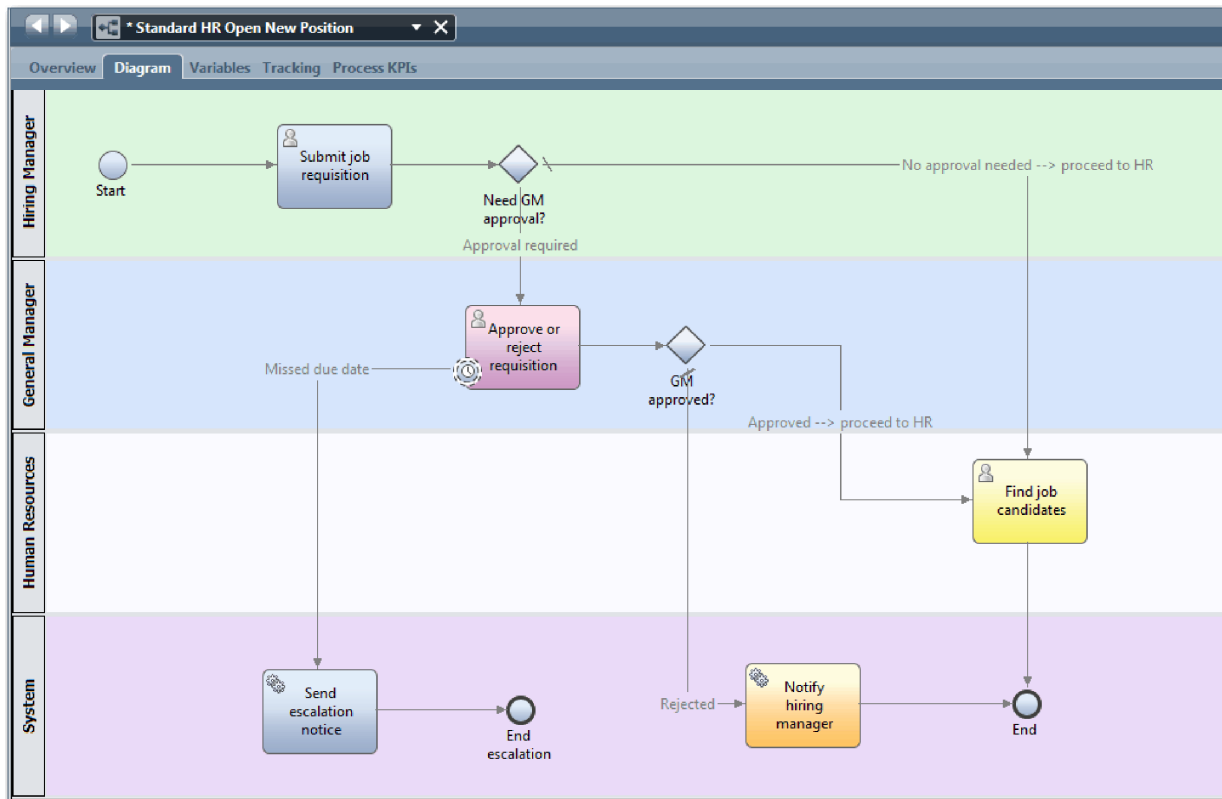 * Standard HR Open New Position
Overview Diagram Variables Tracking Process KPIs
Hiring Manager
Start
Submit job
requisition
Need GM
approval?
No approval needed --> proceed to HR
Approval required
General Manager
Approve or
reject
requisition
Missed due date
GM
approved?
Approved --> proceed to HR
Human Resources
Find job
candidates
System
Send
escalation
notice
End
escalation
Rejected
Notify
hiring
manager
End